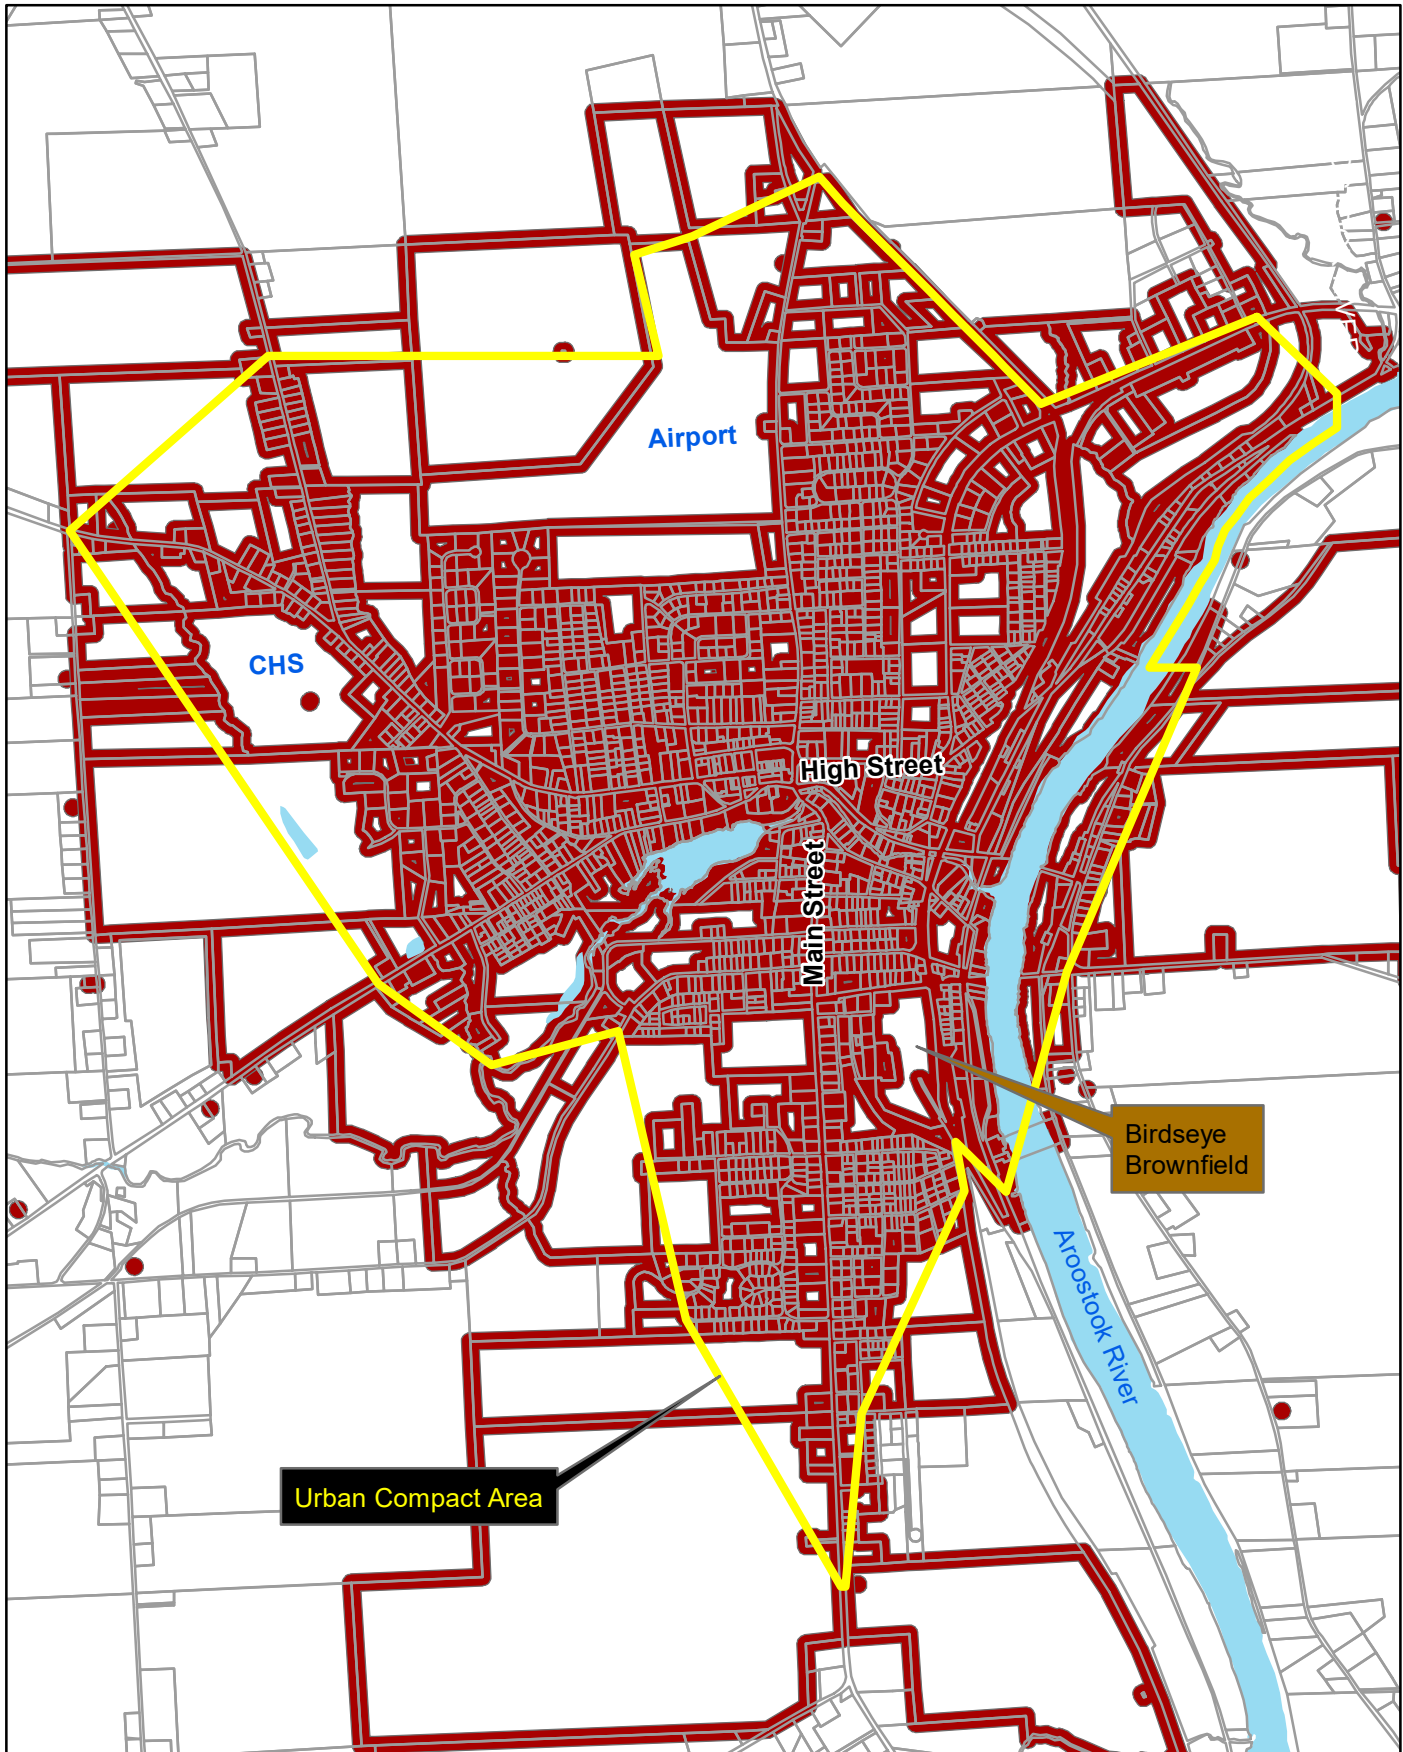 Airport
CHS
High Street
Main Street
Birdseye
Brownfield
Aroostook River
Urban Compact Area